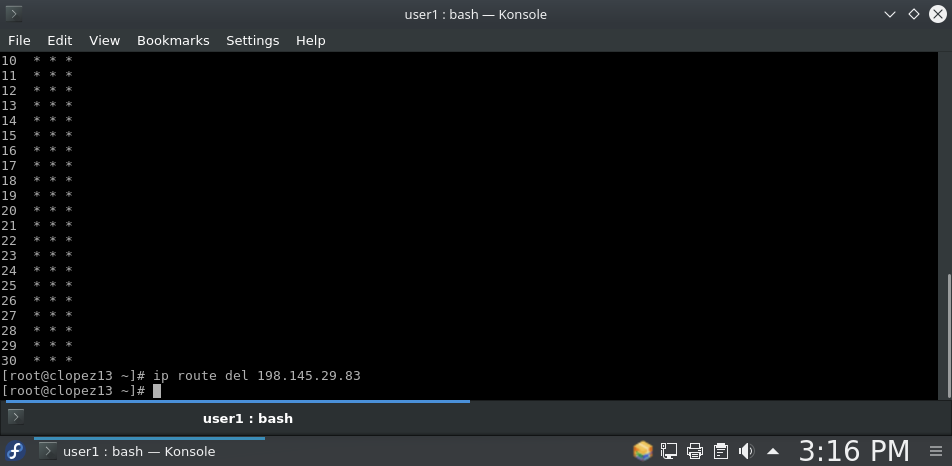 user1 : bash — Konsole
File Edit View Bookmarks Settings Help
10 * * *
11 * * *
12 * * *
13 * * *
14 * * *
15 * * *
16 * * *
17 * * *
18 * * *
19 * * *
20 * * *
21 * * *
22 * * *
23 * * *
24 * * *
25 * * *
26 * * *
27 * * *
28 * * *
29 * * *
30 * * *
[root@clopez13 ~]# ip route del 198.145.29.83
[root@clopez13 ~]#
user1 : bash
user1 : bash — Konsole
3:16 PM